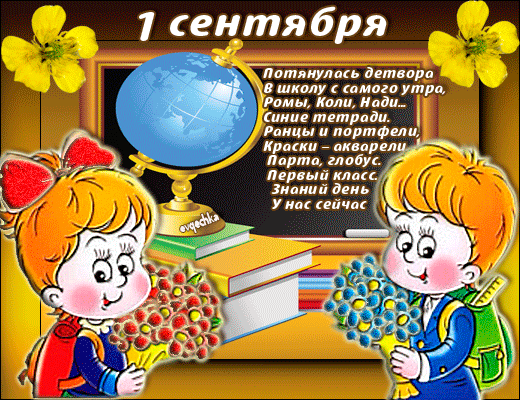 1 сентября
Потянулась детвора
В школу с самого утра,
Ромы, Коли, Нади...
Синие тетради.
Ранцы и портфели,
Краски – акварели
Парта, глобус.
Первый класс.
Знаний день
У нас сейчас
evgechka